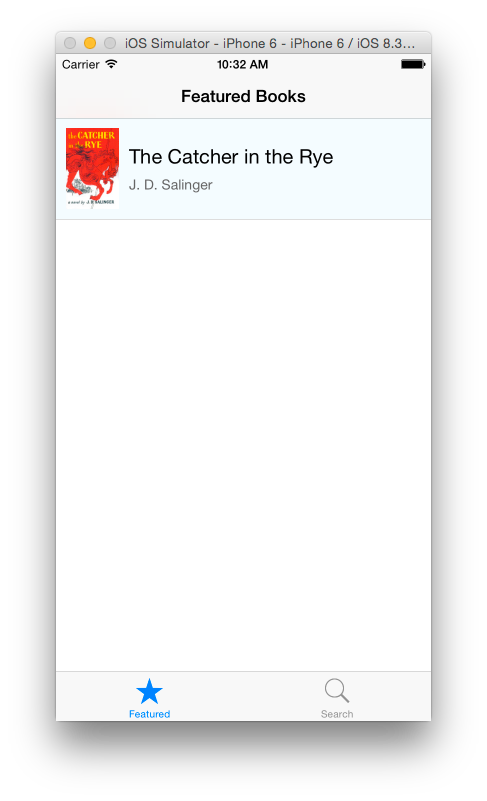 iOS Simulator - iPhone 6 - iPhone 6 / iOS 8.3...
Carrier 10:32 AM
Featured Books
the CATCHER
in the RYE
a novel by J. D. SALINGER
The Catcher in the Rye
J. D. Salinger
Featured Search